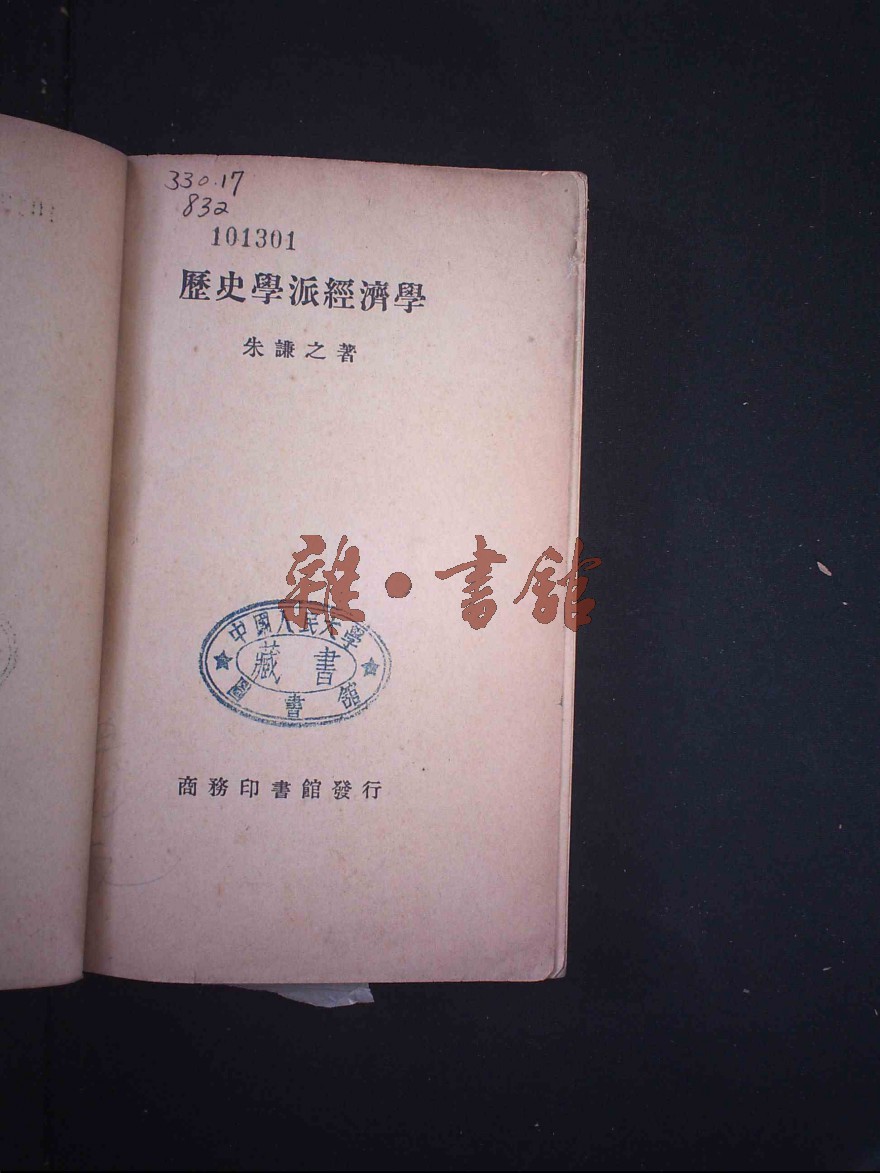 330.17
832
101301
歷史學派經濟學
朱謙之著
雜·書館
中國人民大學
藏書
圖書館
商務印書館發行